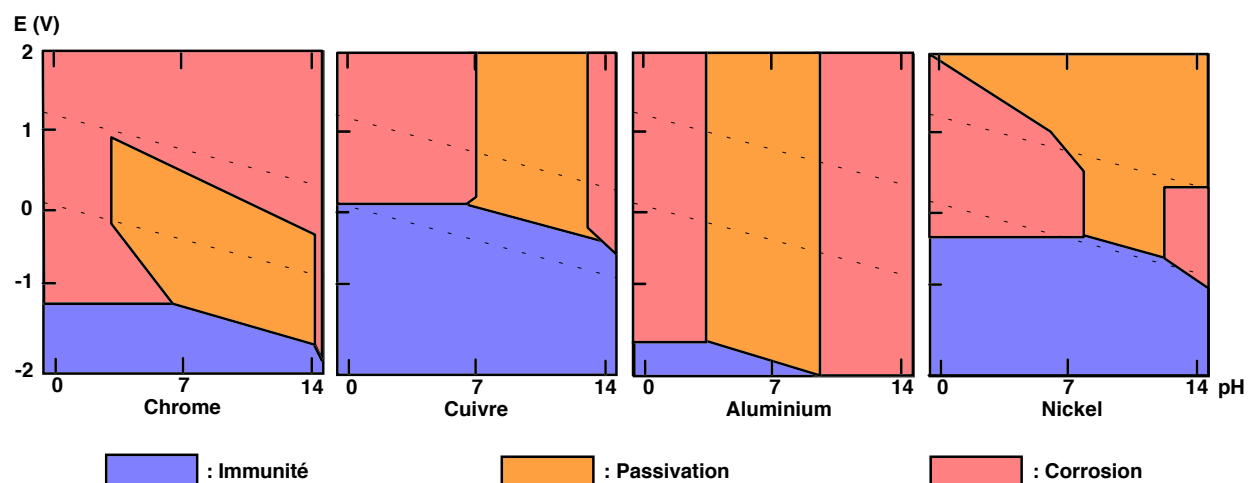 E (V)
2
1
0
-1
-2
0 7 14
0 7 14
0 7 14
0 7 14 pH
Chrome
Cuivre
Aluminium
Nickel
: Immunité
: Passivation
: Corrosion